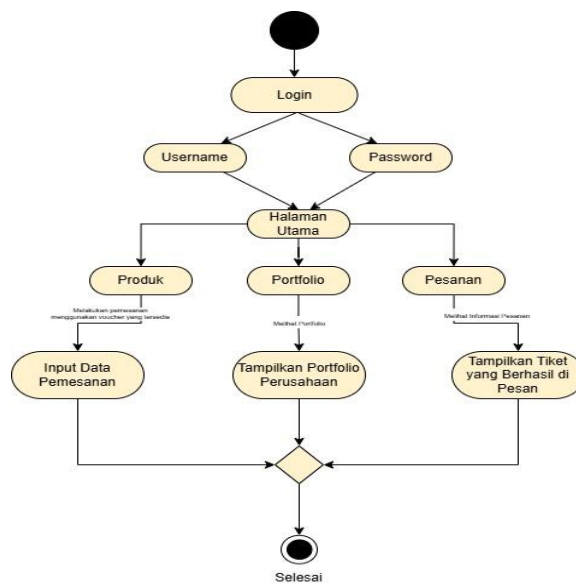 Login
Username
Password
Halaman
Utama
Produk
Portfolio
Pesanan
Melakukan pemesanan
menggunakan voucher yang tersedia
Melihat Portfolio
Melihat Informasi Pesanan
Input Data
Pemesanan
Tampilkan Portfolio
Perusahaan
Tampilkan Tiket
yang Berhasil di
Pesan
Selesai